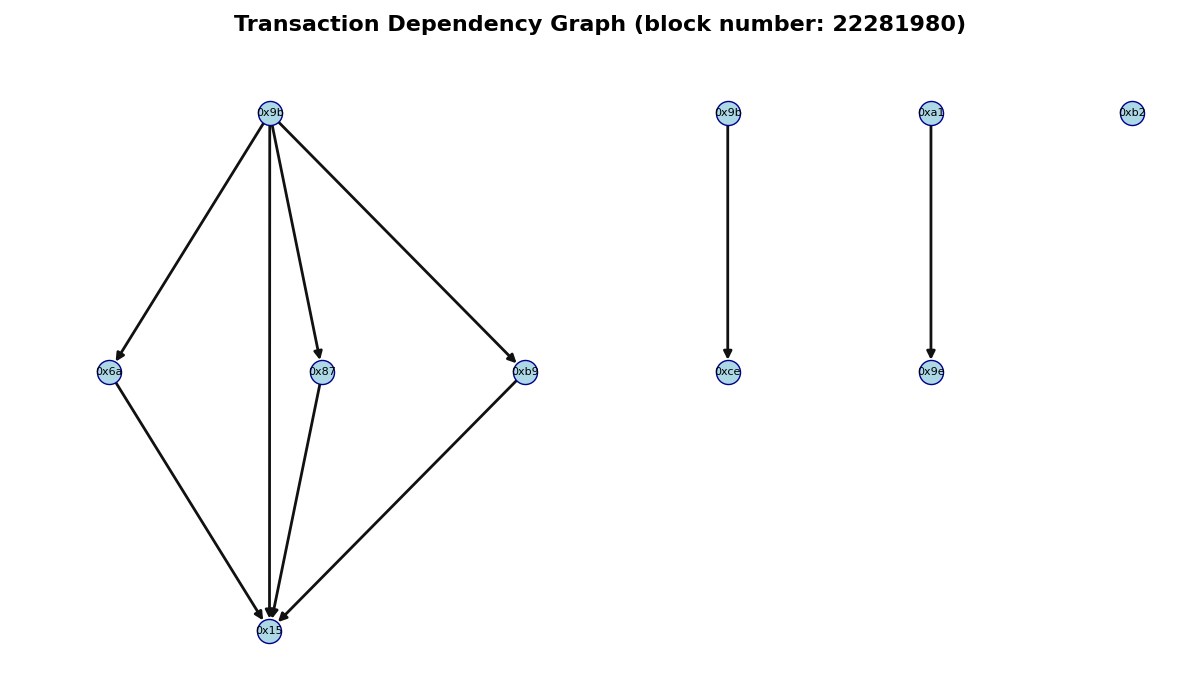 Transaction Dependency Graph (block number: 22281980)
0x9b
0x9b
0xa1
0xb2
0x6a
0x87
0xb9
0xce
0x9e
0x15